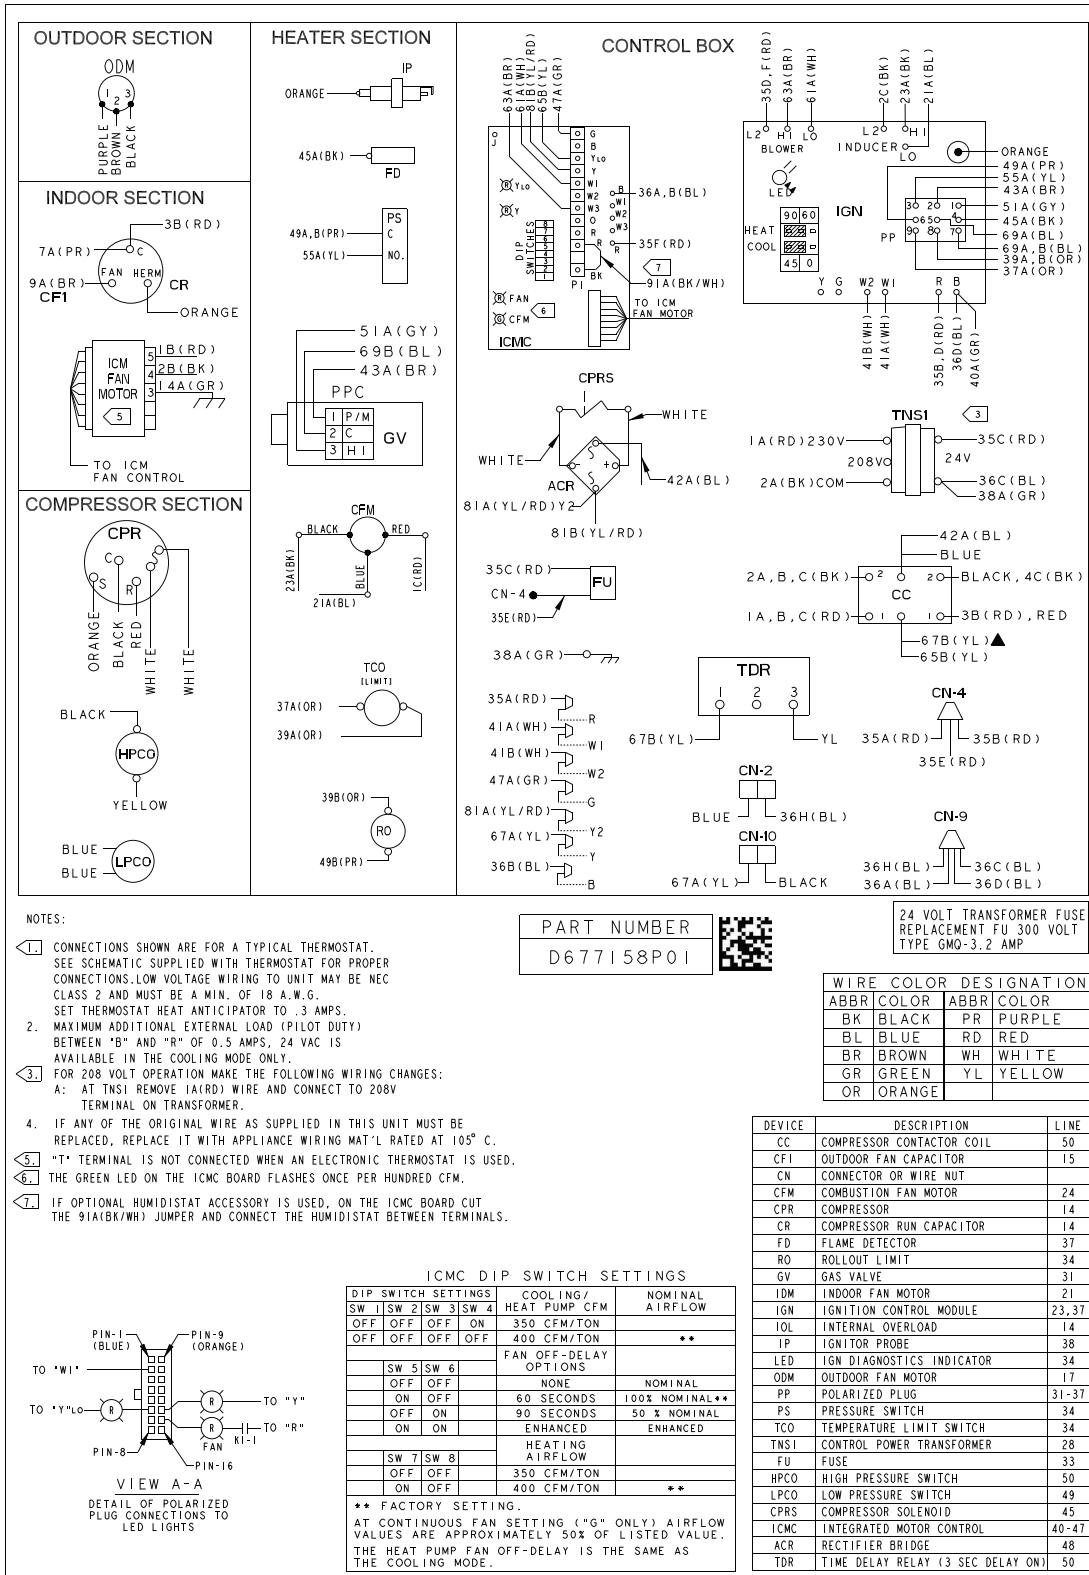 OUTDOOR SECTION
ODM
1 2 3
PURPLE
BROWN
BLACK
INDOOR SECTION
3B(RD)
7A(PR)
C
FAN HERM
9A(BR)
CF1
CR
ORANGE
ICM
FAN
MOTOR
5
5
4
3
1B(RD)
2B(BK)
14A(GR)
TO ICM
FAN CONTROL
COMPRESSOR SECTION
CPR
C
S
R
S
ORANGE
BLACK
RED
WHITE
WHITE
BLACK
HPCO
YELLOW
BLUE
BLUE
LPCO
HEATER SECTION
IP
ORANGE
45A(BK)
FD
PS
49A,B(PR)
C
55A(YL)
NO.
51A(GY)
69B(BL)
43A(BR)
PPC
1 P/M
2 C
3 HI
GV
CFM
BLACK
RED
BLUE
23A(BK)
1C(RD)
21A(BL)
TCO
[LIMIT]
37A(OR)
39A(OR)
39B(OR)
RO
49B(PR)
CONTROL BOX
63A(BR)
61A(WH)
81B(YL/RD)
65B(YL)
47A(GR)
J
G
B
YLO
Y
W1
W2
W3
O
R
R
BK
P1
R YLO
R Y
DIP
SWITCHES
8
7
6
5
4
3
2
1
B
W1
W2
W3
R
36A,B(BL)
35F(RD)
7
91A(BK/WH)
R FAN
G CFM
6
ICMC
TO ICM
FAN MOTOR
35D,F(RD)
63A(BR)
61A(WH)
2C(BK)
23A(BK)
21A(BL)
L2 HI LO
BLOWER
L2 HI
INDUCER LO
LED
IGN
90 60
HEAT
COOL
45 0
3 2 1
6 5 4
9 8 7
PP
ORANGE
49A(PR)
55A(YL)
43A(BR)
51A(GY)
45A(BK)
69A(BL)
69A,B(BL)
39A,B(OR)
37A(OR)
Y G W2 W1 R B
41B(WH)
41A(WH)
35B,D(RD)
36D(BL)
40A(GR)
CPRS
WHITE
WHITE
ACR
42A(BL)
81A(YL/RD)Y2
81B(YL/RD)
TNS1
3
1A(RD)230V
208V
2A(BK)COM
35C(RD)
24V
36C(BL)
38A(GR)
35C(RD)
FU
CN-4
35E(RD)
42A(BL)
BLUE
2A,B,C(BK)
2 2
BLACK,4C(BK)
CC
1A,B,C(RD)
1 1
3B(RD),RED
67B(YL)▲
65B(YL)
38A(GR)
35A(RD)
R
41A(WH)
W1
41B(WH)
W2
47A(GR)
G
81A(YL/RD)
Y2
67A(YL)
Y
36B(BL)
B
TDR
1 2 3
67B(YL)
YL
CN-4
35A(RD)
35B(RD)
35E(RD)
CN-2
BLUE
36H(BL)
CN-10
67A(YL)
BLACK
CN-9
36H(BL)
36C(BL)
36A(BL)
36D(BL)
NOTES:
1. CONNECTIONS SHOWN ARE FOR A TYPICAL THERMOSTAT.
SEE SCHEMATIC SUPPLIED WITH THERMOSTAT FOR PROPER
CONNECTIONS.LOW VOLTAGE WIRING TO UNIT MAY BE NEC
CLASS 2 AND MUST BE A MIN. OF 18 A.W.G.
SET THERMOSTAT HEAT ANTICIPATOR TO .3 AMPS.
2. MAXIMUM ADDITIONAL EXTERNAL LOAD (PILOT DUTY)
BETWEEN "B" AND "R" OF 0.5 AMPS, 24 VAC IS
AVAILABLE IN THE COOLING MODE ONLY.
3. FOR 208 VOLT OPERATION MAKE THE FOLLOWING WIRING CHANGES:
A: AT TNS1 REMOVE 1A(RD) WIRE AND CONNECT TO 208V
TERMINAL ON TRANSFORMER.
4. IF ANY OF THE ORIGINAL WIRE AS SUPPLIED IN THIS UNIT MUST BE
REPLACED, REPLACE IT WITH APPLIANCE WIRING MAT'L RATED AT 105° C.
5. "T" TERMINAL IS NOT CONNECTED WHEN AN ELECTRONIC THERMOSTAT IS USED.
6. THE GREEN LED ON THE ICMC BOARD FLASHES ONCE PER HUNDRED CFM.
7. IF OPTIONAL HUMIDISTAT ACCESSORY IS USED, ON THE ICMC BOARD CUT
THE 91A(BK/WH) JUMPER AND CONNECT THE HUMIDISTAT BETWEEN TERMINALS.
PART NUMBER
D677158P01
24 VOLT TRANSFORMER FUSE
REPLACEMENT FU 300 VOLT
TYPE GMQ-3.2 AMP
WIRE COLOR DESIGNATION
ABBR COLOR ABBR COLOR
BK BLACK PR PURPLE
BL BLUE RD RED
BR BROWN WH WHITE
GR GREEN YL YELLOW
OR ORANGE
DEVICE DESCRIPTION LINE
CC COMPRESSOR CONTACTOR COIL 50
CF1 OUTDOOR FAN CAPACITOR 15
CN CONNECTOR OR WIRE NUT
CFM COMBUSTION FAN MOTOR 24
CPR COMPRESSOR 14
CR COMPRESSOR RUN CAPACITOR 14
FD FLAME DETECTOR 37
RO ROLLOUT LIMIT 34
GV GAS VALVE 31
IDM INDOOR FAN MOTOR 21
IGN IGNITION CONTROL MODULE 23,37
IOL INTERNAL OVERLOAD 14
IP IGNITOR PROBE 38
LED IGN DIAGNOSTICS INDICATOR 34
ODM OUTDOOR FAN MOTOR 17
PP POLARIZED PLUG 31-37
PS PRESSURE SWITCH 34
TCO TEMPERATURE LIMIT SWITCH 34
TNS1 CONTROL POWER TRANSFORMER 28
FU FUSE 33
HPCO HIGH PRESSURE SWITCH 50
LPCO LOW PRESSURE SWITCH 49
CPRS COMPRESSOR SOLENOID 45
ICMC INTEGRATED MOTOR CONTROL 40-47
ACR RECTIFIER BRIDGE 48
TDR TIME DELAY RELAY (3 SEC DELAY ON) 50
ICMC DIP SWITCH SETTINGS
DIP SWITCH SETTINGS COOLING/ NOMINAL
SW 1 SW 2 SW 3 SW 4 HEAT PUMP CFM AIRFLOW
OFF OFF OFF ON 350 CFM/TON
OFF OFF OFF OFF 400 CFM/TON **
FAN OFF-DELAY
SW 5 SW 6 OPTIONS
OFF OFF NONE NOMINAL
ON OFF 60 SECONDS 100% NOMINAL**
OFF ON 90 SECONDS 50 % NOMINAL
ON ON ENHANCED ENHANCED
HEATING
SW 7 SW 8 AIRFLOW
OFF OFF 350 CFM/TON
ON OFF 400 CFM/TON **
** FACTORY SETTING.
AT CONTINUOUS FAN SETTING ("G" ONLY) AIRFLOW
VALUES ARE APPROXIMATELY 50% OF LISTED VALUE.
THE HEAT PUMP FAN OFF-DELAY IS THE SAME AS
THE COOLING MODE.
PIN-1
(BLUE)
PIN-9
(ORANGE)
TO "W1"
TO "Y"LO
R
R
TO "Y"
R
FAN
K1-1
TO "R"
PIN-8
PIN-16
VIEW A-A
DETAIL OF POLARIZED
PLUG CONNECTIONS TO
LED LIGHTS